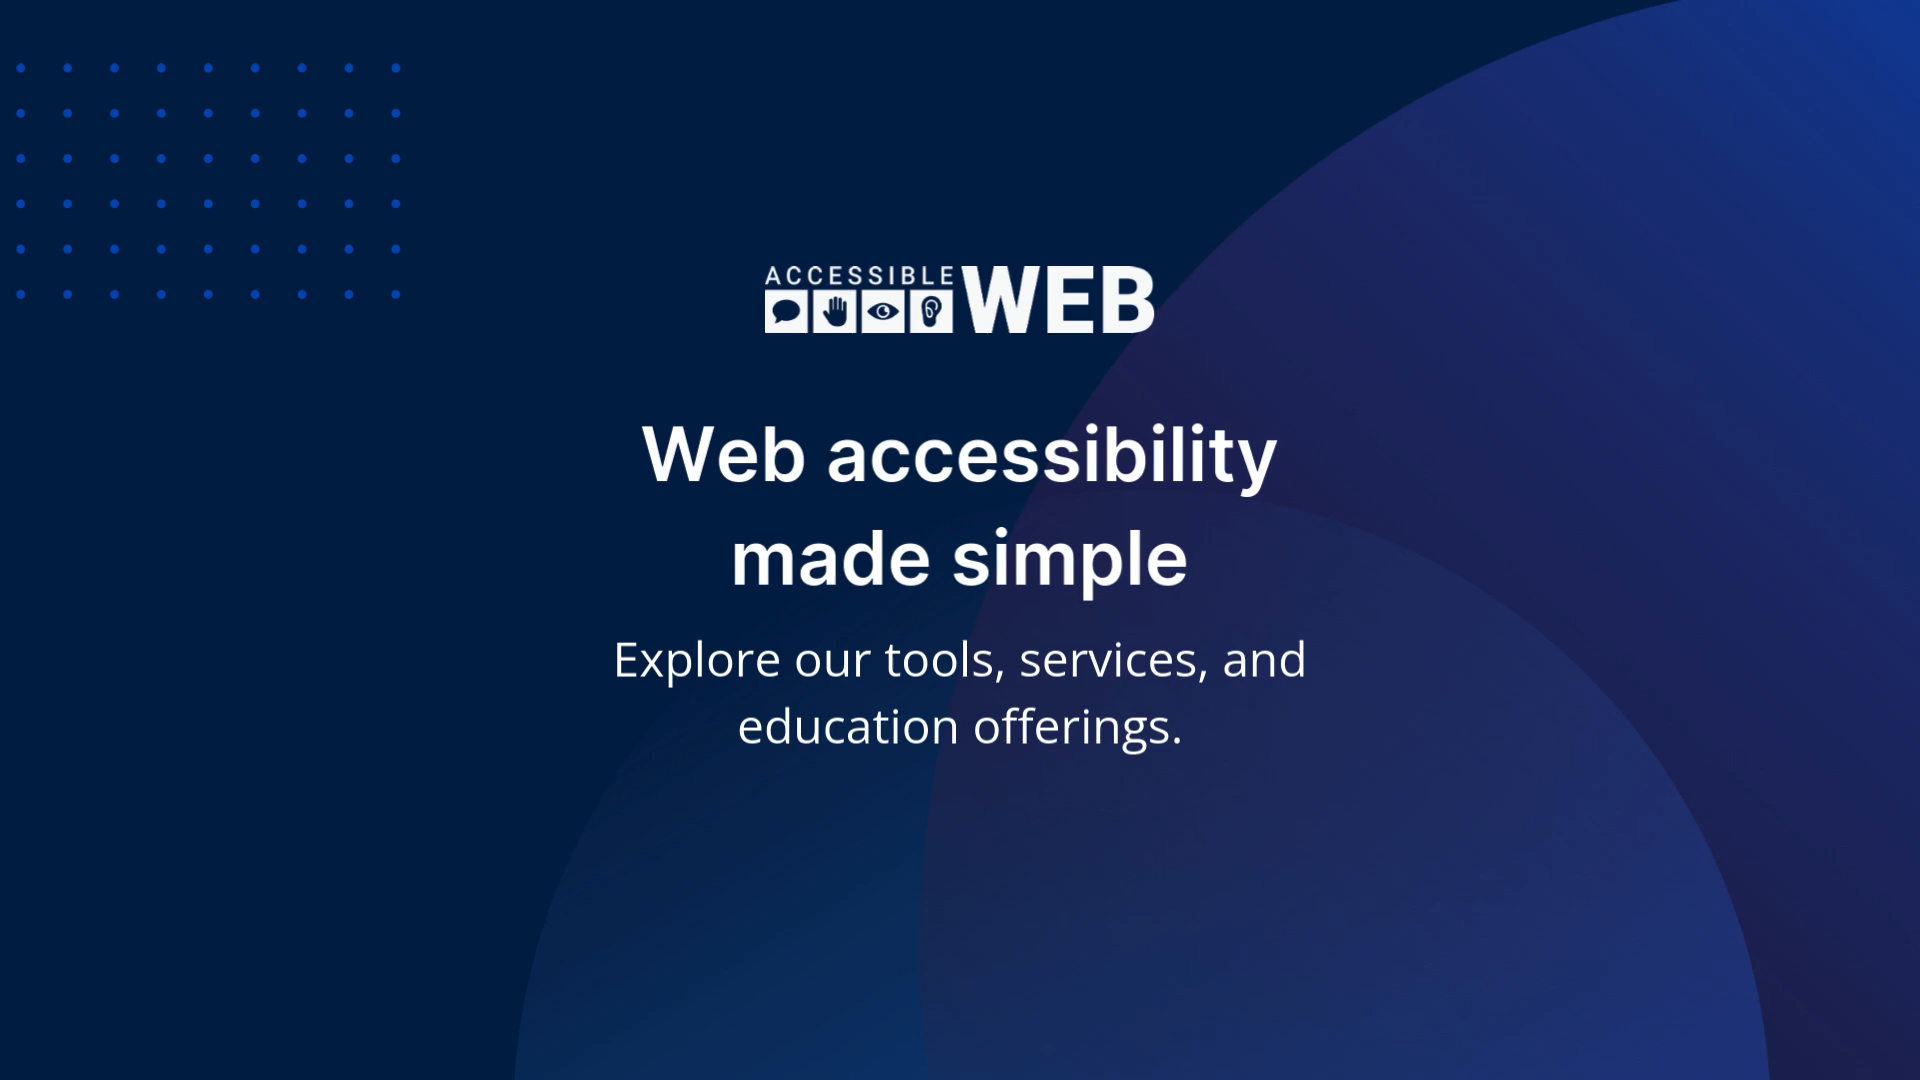 ACCESSIBLE WEB
Web accessibility
made simple
Explore our tools, services, and
education offerings.